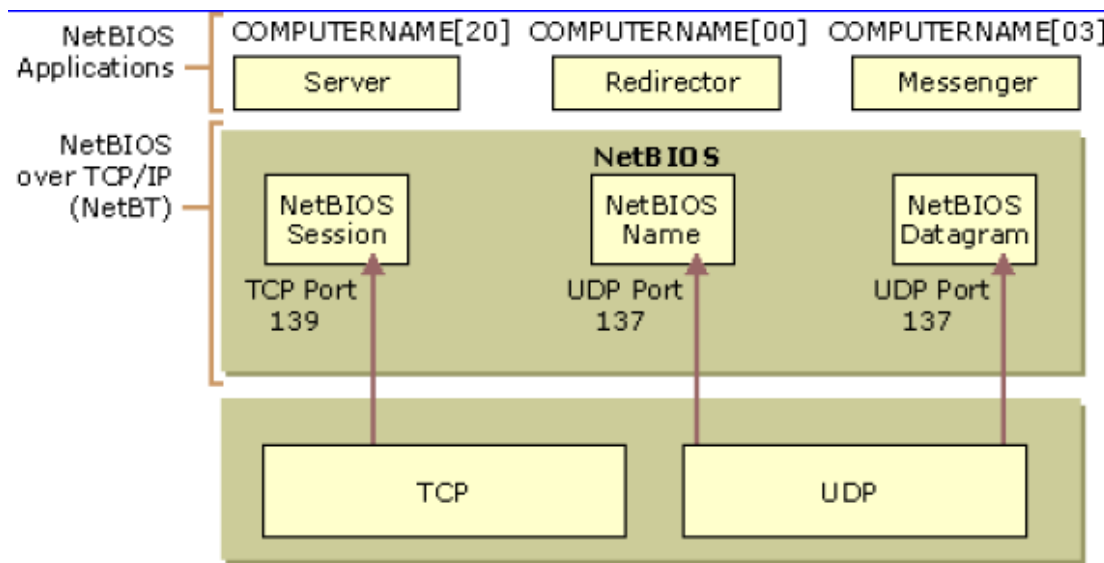 NetBIOS
Applications
COMPUTERNAME[20] COMPUTERNAME[00] COMPUTERNAME[03]
Server
Redirector
Messenger
NetBIOS
over TCP/IP
(NetBT)
NetBIOS
NetBIOS
Session
NetBIOS
Name
NetBIOS
Datagram
TCP Port
139
UDP Port
137
UDP Port
137
TCP
UDP